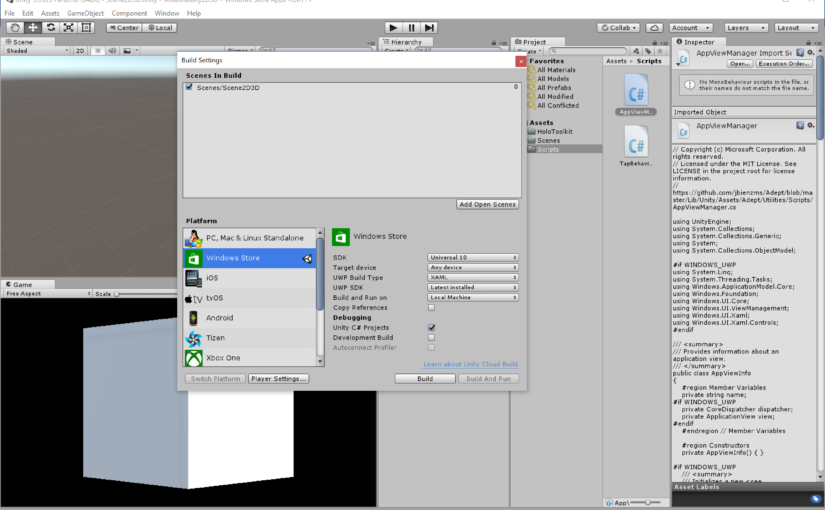 File Edit Assets GameObject Component Window Help
Center Local
Collab Account Layers Layout
Scene
Shaded 2D
Hierarchy
Project
Inspector
Build Settings
Scenes In Build
Scenes/Scene2D3D 0
Add Open Scenes
Platform
PC, Mac & Linux Standalone
Windows Store
iOS
tv tvOS
Android
Tizen
Xbox One
Windows Store
SDK Universal 10
Target device Any device
UWP Build Type XAML
UWP SDK Latest installed
Build and Run on Local Machine
Copy References
Debugging
Unity C# Projects
Development Build
Autoconnect Profiler
Learn about Unity Cloud Build
Switch Platform Player Settings... Build Build And Run
Game
Free Aspect Scale
Favorites
All Materials
All Models
All Prefabs
All Modified
All Conflicted
Assets
HoloToolkit
Scenes
Scripts
Assets Scripts
C#
AppViewM...
C#
TapBehavi...
App\
AppViewManager Import Se
Open... Execution Order...
No MonoBehaviour scripts in the file, or
their names do not match the file name.
Imported Object
AppViewManager
// Copyright (c) Microsoft Corporation. All
rights reserved.
// Licensed under the MIT License. See
LICENSE in the project root for license
information.
//
https://github.com/jbienzms/Adept/blob/ma
ster/Lib/Unity/Assets/Adept/Utilities/Scripts/
AppViewManager.cs
using UnityEngine;
using System.Collections;
using System.Collections.Generic;
using System;
using System.Collections.ObjectModel;
#if WINDOWS_UWP
using System.Linq;
using System.Threading.Tasks;
using Windows.ApplicationModel.Core;
using Windows.Foundation;
using Windows.UI.Core;
using Windows.UI.ViewManagement;
using Windows.UI.Xaml;
using Windows.UI.Xaml.Controls;
#endif
/// <summary>
/// Provides information about an
application view.
/// </summary>
public class AppViewInfo
{
#region Member Variables
private string name;
#if WINDOWS_UWP
private CoreDispatcher dispatcher;
private ApplicationView view;
#endif
#endregion // Member Variables
#region Constructors
private AppViewInfo() { }
#if WINDOWS_UWP
/// <summary>
/// Initializes a new <see
Asset Labels